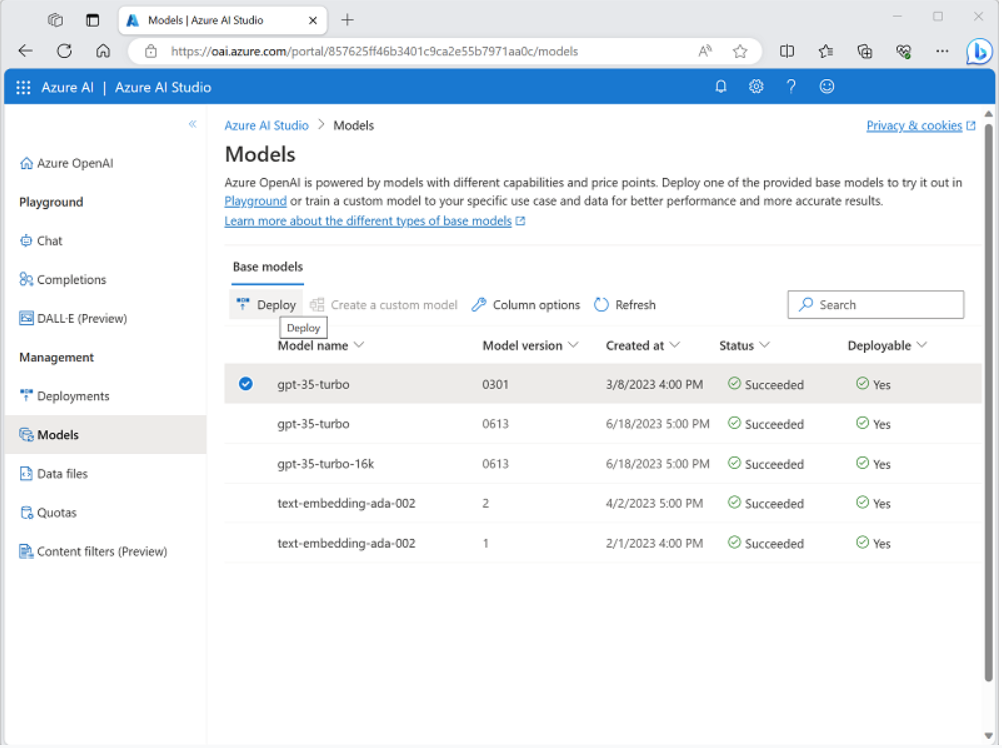 Models | Azure AI Studio
https://oai.azure.com/portal/857625ff46b3401c9ca2e55b7971aa0c/models
Azure AI | Azure AI Studio
Azure AI Studio > Models
Privacy & cookies
Models
Azure OpenAI is powered by models with different capabilities and price points. Deploy one of the provided base models to try it out in
Playground or train a custom model to your specific use case and data for better performance and more accurate results.
Learn more about the different types of base models
Azure OpenAI
Playground
Chat
Completions
DALL·E (Preview)
Management
Deployments
Models
Data files
Quotas
Content filters (Preview)
Base models
Deploy Create a custom model Column options Refresh Search
Deploy
Model name Model version Created at Status Deployable
gpt-35-turbo 0301 3/8/2023 4:00 PM Succeeded Yes
gpt-35-turbo 0613 6/18/2023 5:00 PM Succeeded Yes
gpt-35-turbo-16k 0613 6/18/2023 5:00 PM Succeeded Yes
text-embedding-ada-002 2 4/2/2023 5:00 PM Succeeded Yes
text-embedding-ada-002 1 2/1/2023 4:00 PM Succeeded Yes